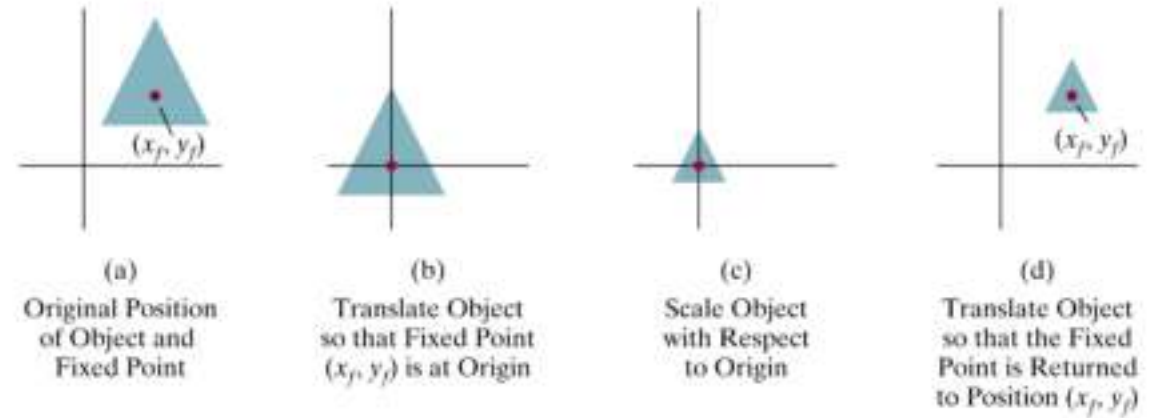 (x_f, y_f)
(x_f, y_f)
(a)
Original Position
of Object and
Fixed Point
(b)
Translate Object
so that Fixed Point
(x_f, y_f) is at Origin
(c)
Scale Object
with Respect
to Origin
(d)
Translate Object
so that the Fixed
Point is Returned
to Position (x_f, y_f)